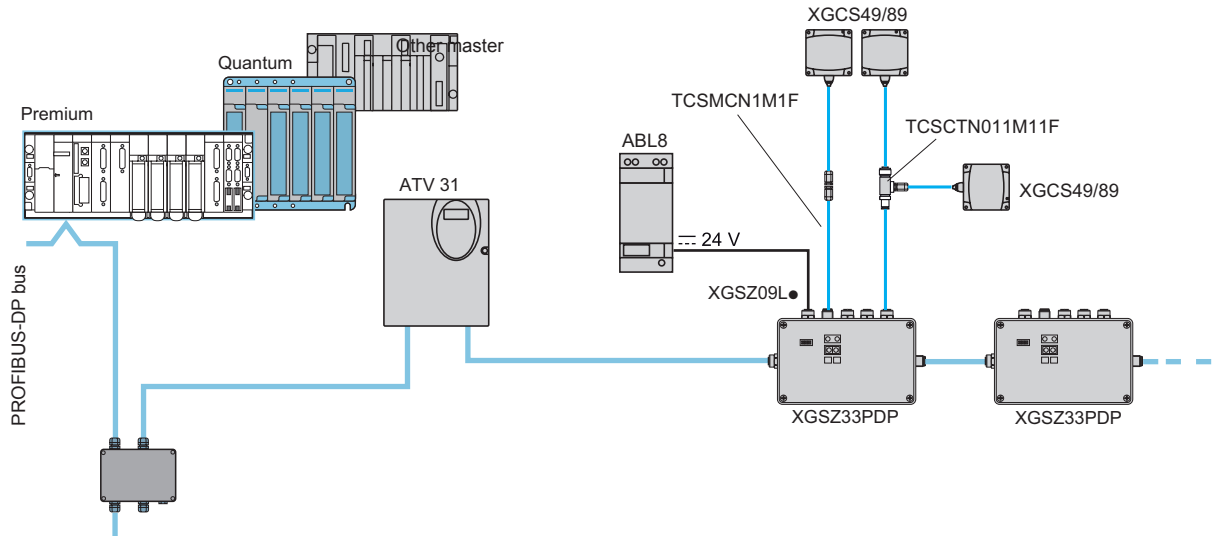 XGCS49/89
Other master
Quantum
TCSMCN1M1F
Premium
TCSCTN011M11F
ABL8
ATV 31
XGCS49/89
24 V
PROFIBUS-DP bus
XGSZ09L●
XGSZ33PDP
XGSZ33PDP